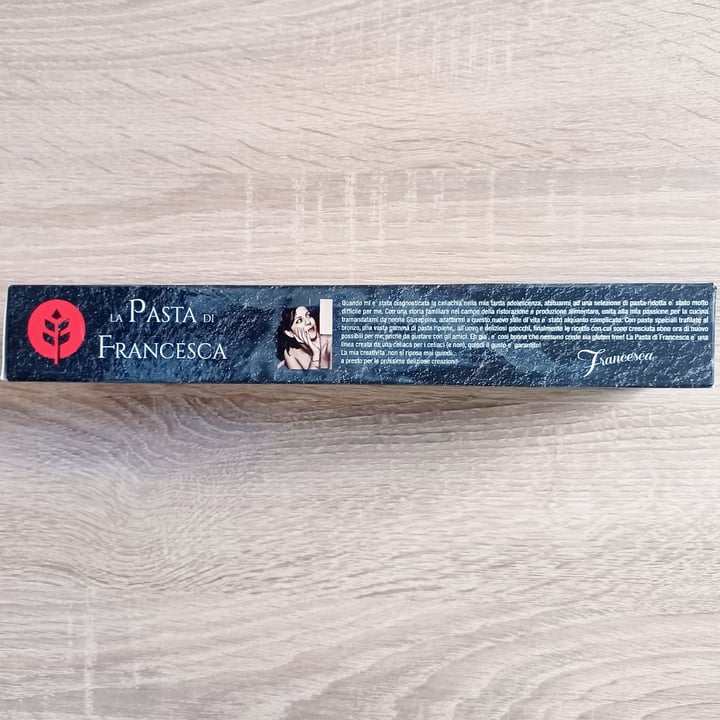 LA PASTA DI
FRANCESCA
Quando mi e' stata diagnosticata la celiachia nella mia tarda adolescenza, abituarmi ad una selezione di pasta ridotta e' stato molto
difficile per me. Con una storia familiare nel campo della ristorazione e produzione alimentare, unita alla mia passione per la cucina
tramandatami da nonna Giuseppina, adattarmi a questo nuovo stile di vita e' stato alquanto complicato. Con paste speciali trafilate al
bronzo, una vasta gamma di paste ripiene, all'uovo e deliziosi gnocchi, finalmente le ricette con cui sono cresciuta sono ora di nuovo
possibili per me, anche da gustare con gli amici. Eh già, e' cosi buona che nessuno crede sia gluten free! La Pasta di Francesca e' una
linea creata da una celiaca per i celiaci (e non), quindi il gusto e' garantito!
La mia creatività non si riposa mai quindi...
a presto per le prossime deliziose creazioni!
Francesca